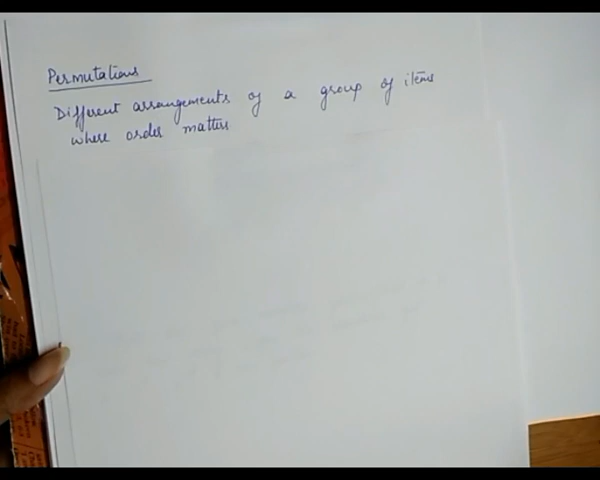 Permutations
Different arrangements of a group of items
where order matters